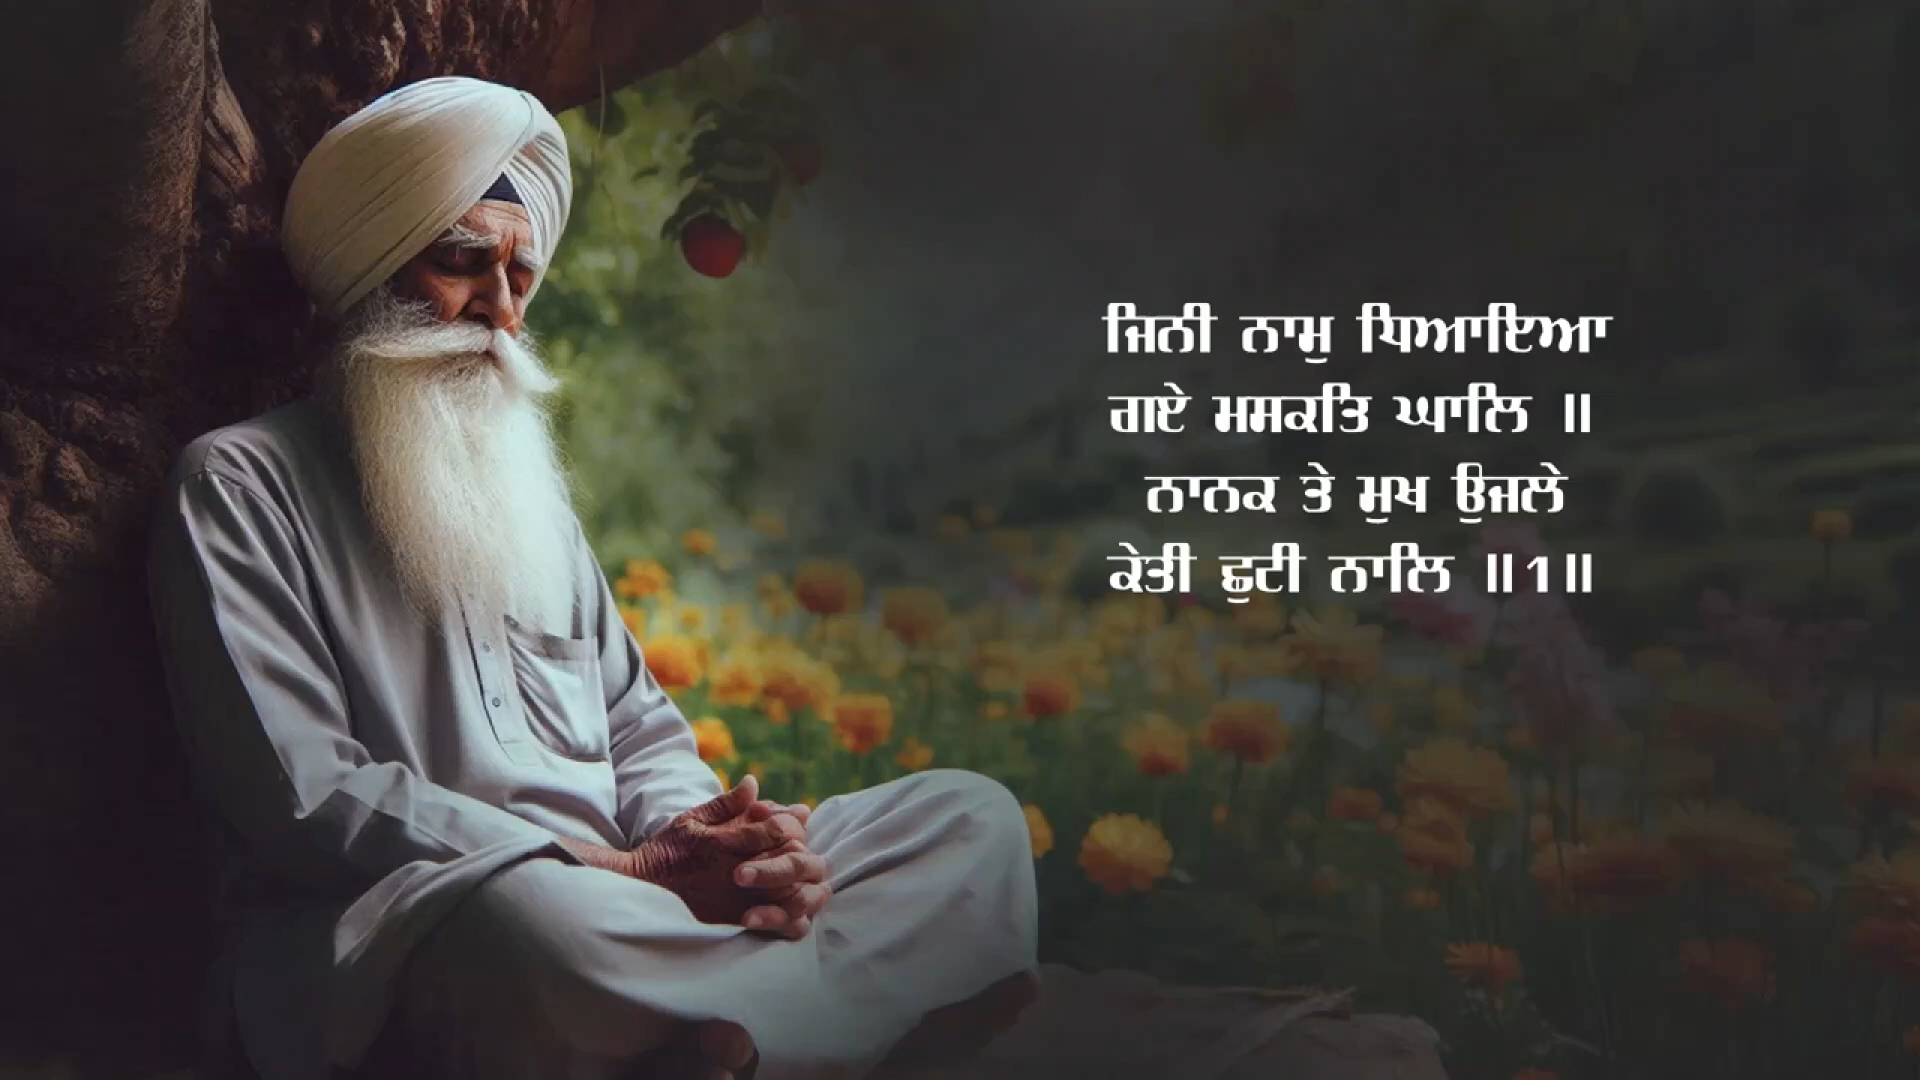 ਜਿਨੀ ਨਾਮੁ ਧਿਆਇਆ
ਗਏ ਮਸਕਤਿ ਘਾਲਿ ॥
ਨਾਨਕ ਤੇ ਮੁਖ ਉਜਲੇ
ਕੇਤੀ ਛੁਟੀ ਨਾਲਿ ॥1॥